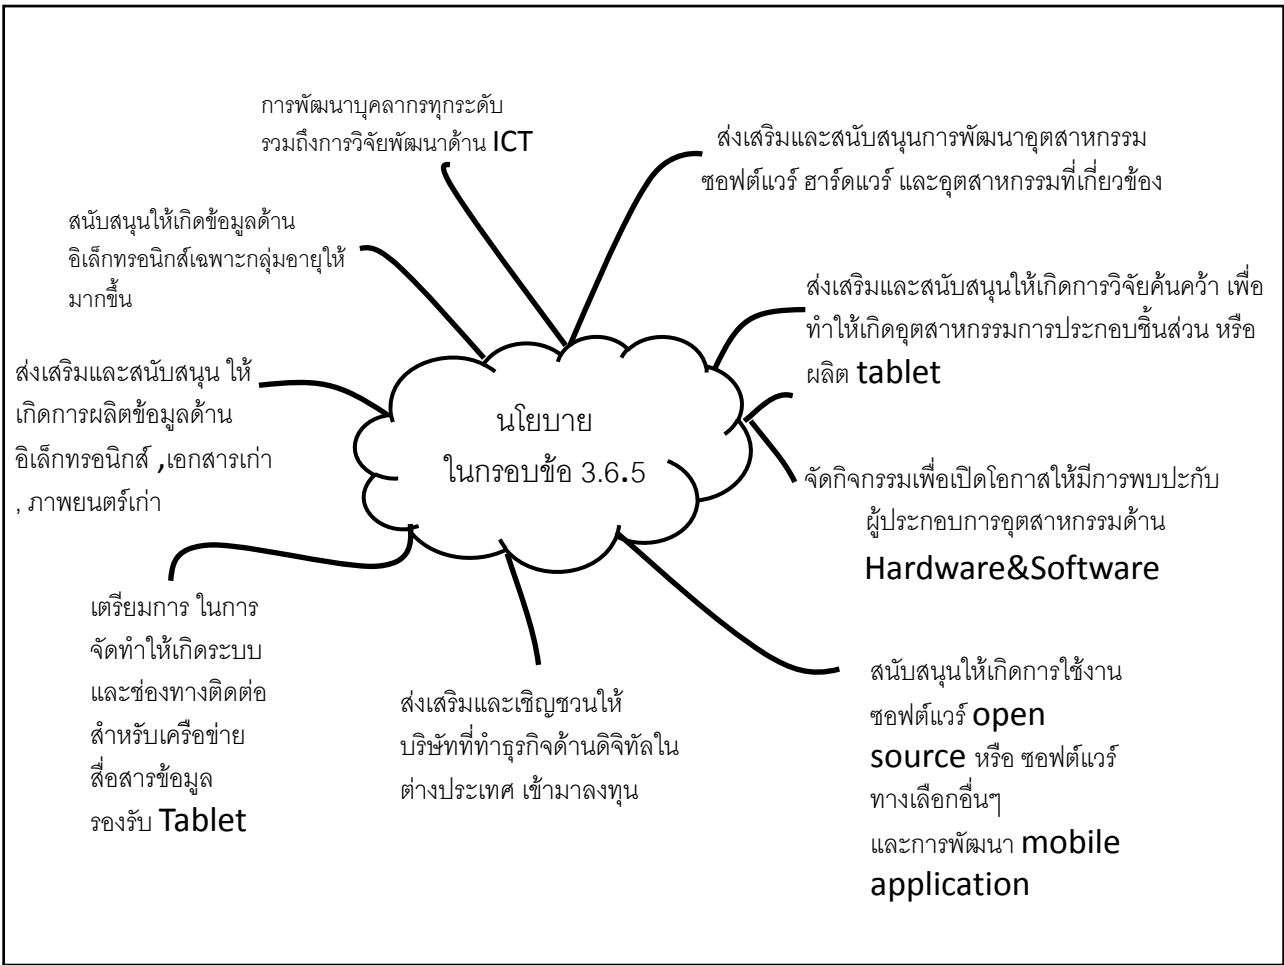 การพัฒนาบุคลากรทุกระดับ
รวมถึงการวิจัยพัฒนาด้าน ICT
ส่งเสริมและสนับสนุนการพัฒนาอุตสาหกรรม
ซอฟต์แวร์ ฮาร์ดแวร์ และอุตสาหกรรมที่เกี่ยวข้อง
สนับสนุนให้เกิดข้อมูลด้าน
อิเล็กทรอนิกส์เฉพาะกลุ่มอายุให้
มากขึ้น
ส่งเสริมและสนับสนุนให้เกิดการวิจัยค้นคว้า เพื่อ
ทำให้เกิดอุตสาหกรรมการประกอบชิ้นส่วน หรือ
ผลิต tablet
ส่งเสริมและสนับสนุน ให้
เกิดการผลิตข้อมูลด้าน
อิเล็กทรอนิกส์ ,เอกสารเก่า
, ภาพยนตร์เก่า
นโยบาย
ในกรอบข้อ 3.6.5
จัดกิจกรรมเพื่อเปิดโอกาสให้มีการพบปะกับ
ผู้ประกอบการอุตสาหกรรมด้าน
Hardware&Software
เตรียมการ ในการ
จัดทำให้เกิดระบบ
และช่องทางติดต่อ
สำหรับเครือข่าย
สื่อสารข้อมูล
รองรับ Tablet
ส่งเสริมและเชิญชวนให้
บริษัทที่ทำธุรกิจด้านดิจิทัลใน
ต่างประเทศ เข้ามาลงทุน
สนับสนุนให้เกิดการใช้งาน
ซอฟต์แวร์ open
source หรือ ซอฟต์แวร์
ทางเลือกอื่นๆ
และการพัฒนา mobile
application